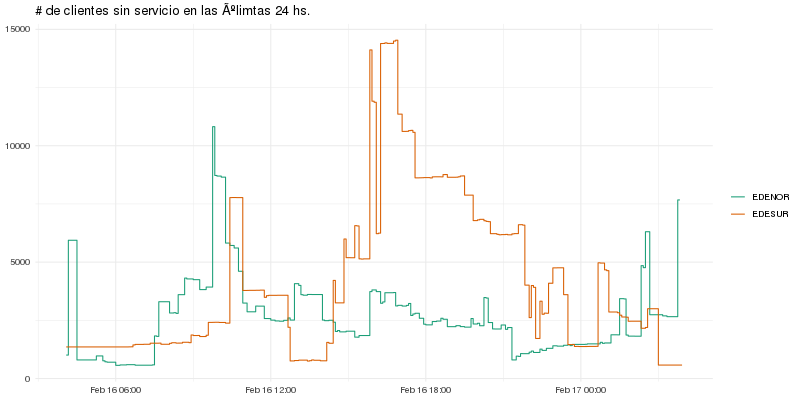 # de clientes sin servicio en las Ãºlimtas 24 hs.
15000
10000
5000
0
Feb 16 06:00
Feb 16 12:00
Feb 16 18:00
Feb 17 00:00
EDENOR
EDESUR